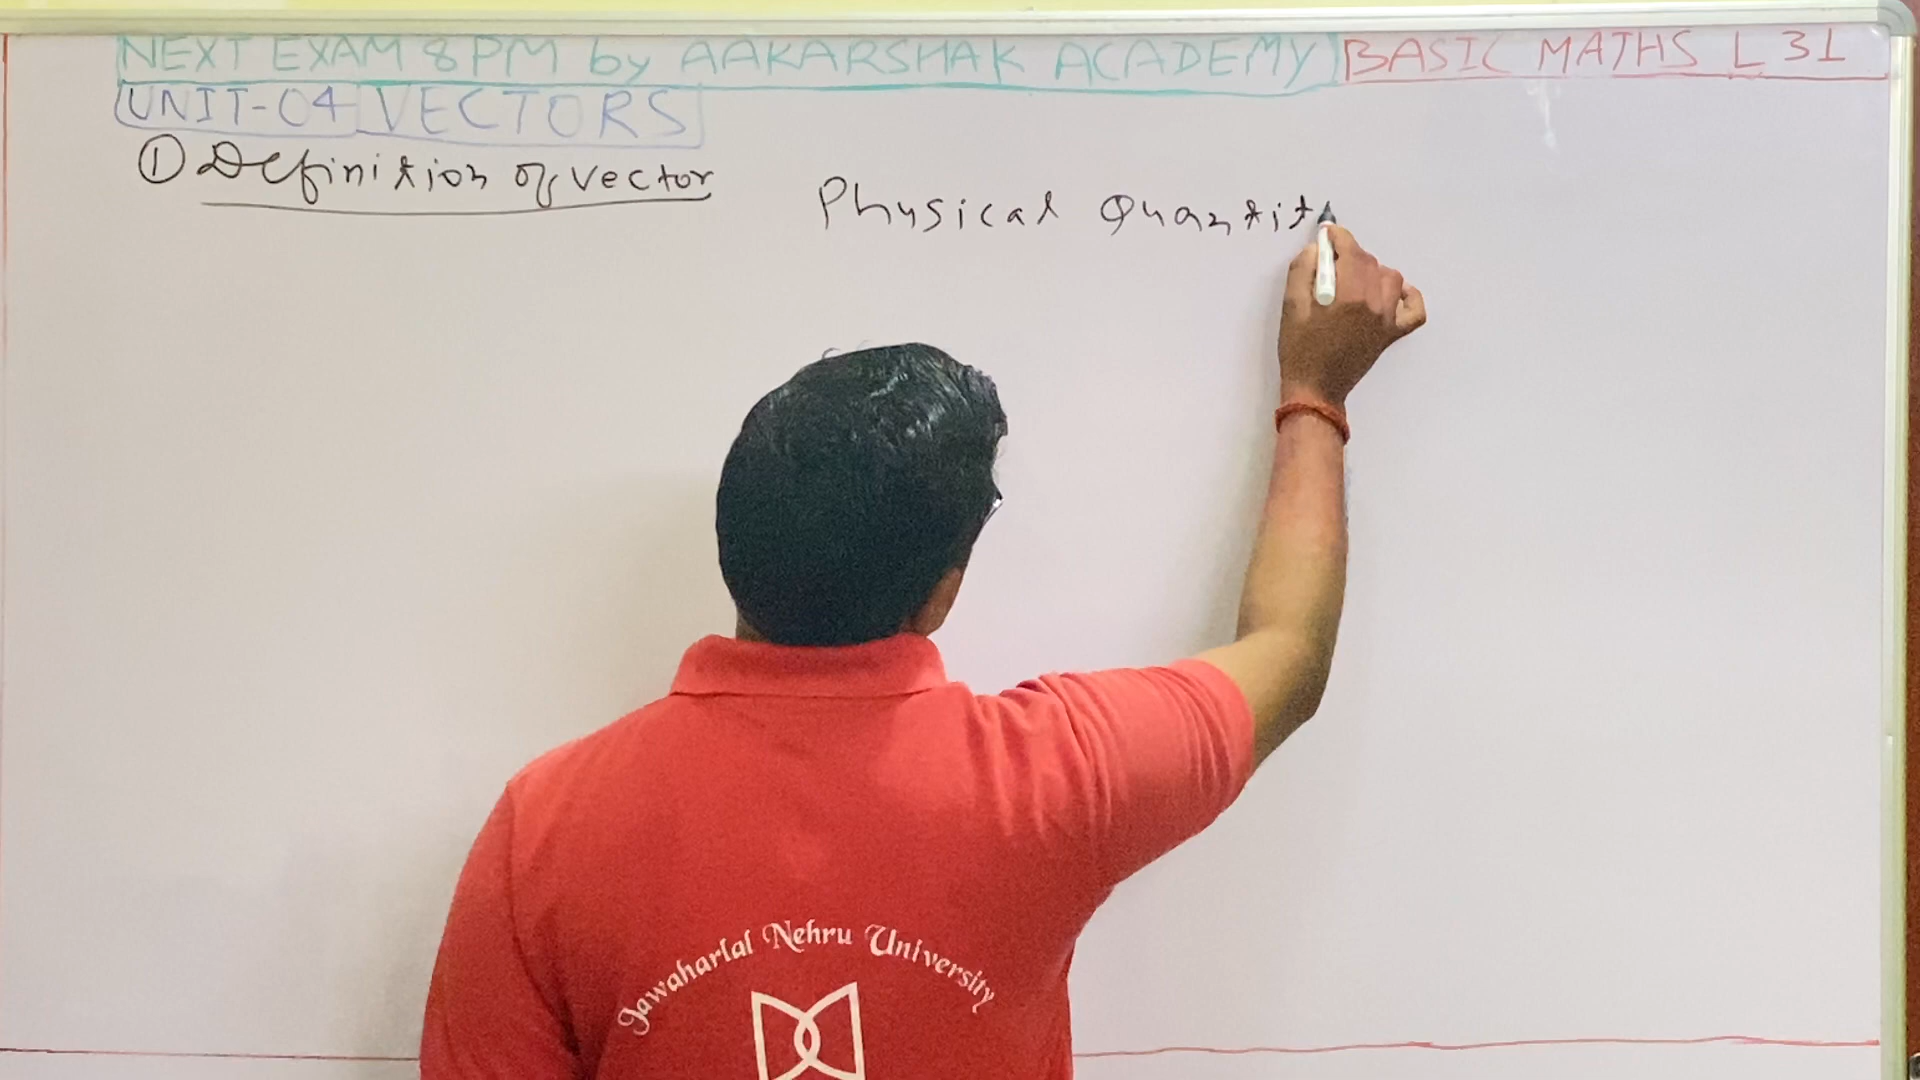 NEXT EXAM 8PM by AAKARSHAK ACADEMY BASIC MATHS L 31
UNIT-04 VECTORS
① Definition of vector
Physical Quantit
Jawaharlal Nehru University